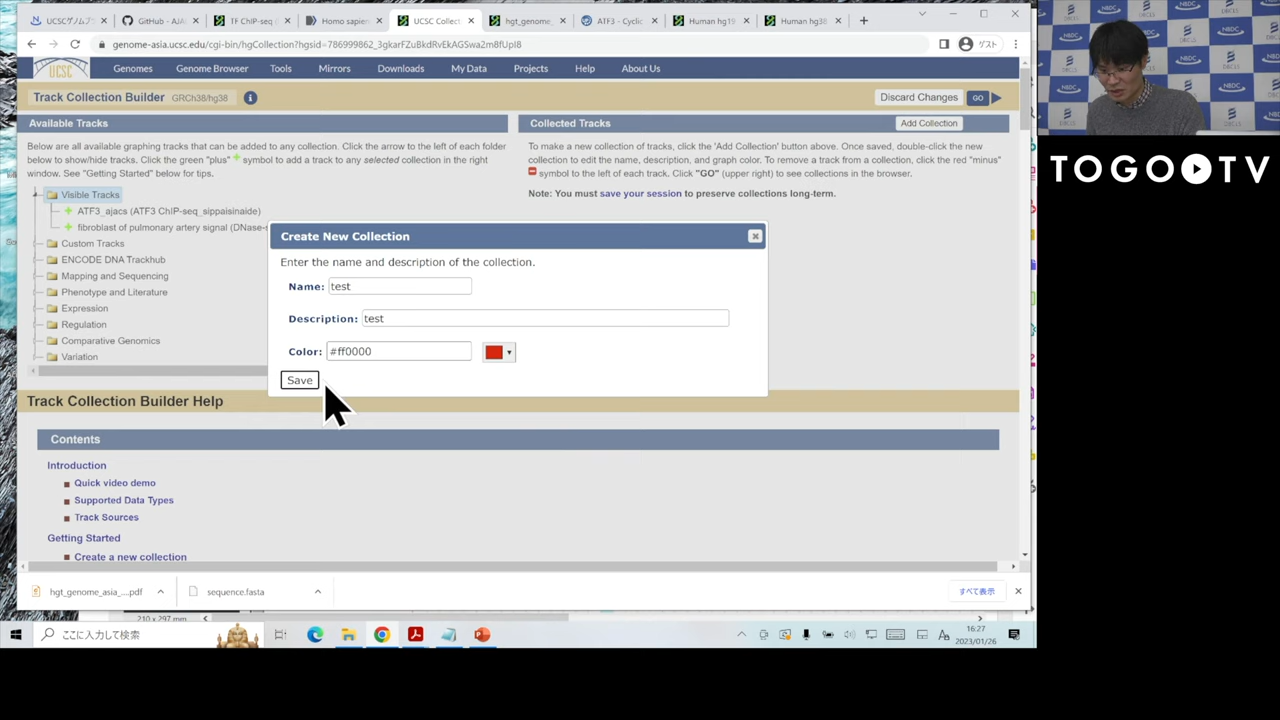 UCSCゲノムブ
GitHub - AJA
TF ChIP-seq
Homo sapien
UCSC Collect
hgt_genome_
ATF3 - Cyclic
Human hg19
Human hg38
genome-asia.ucsc.edu/cgi-bin/hgCollection?hgsid=786999862_3gkarFZuBkdRvEkAGSwa2m8fUpI8
ゲスト
UCSC
Genomes
Genome Browser
Tools
Mirrors
Downloads
My Data
Projects
Help
About Us
Track Collection Builder GRCh38/hg38
Discard Changes
GO
Available Tracks
Below are all available graphing tracks that can be added to any collection. Click the arrow to the left of each folder
below to show/hide tracks. Click the green "plus" symbol to add a track to any selected collection in the right
window. See "Getting Started" below for tips.
Visible Tracks
ATF3_ajacs (ATF3 ChIP-seq_sippaisinaide)
fibroblast of pulmonary artery signal (DNase-s
Custom Tracks
ENCODE DNA Trackhub
Mapping and Sequencing
Phenotype and Literature
Expression
Regulation
Comparative Genomics
Variation
Collected Tracks
Add Collection
To make a new collection of tracks, click the 'Add Collection' button above. Once saved, double-click the new
collection to edit the name, description, and graph color. To remove a track from a collection, click the red "minus"
symbol to the left of each track. Click "GO" (upper right) to see collections in the browser.
Note: You must save your session to preserve collections long-term.
Create New Collection
Enter the name and description of the collection.
Name: test
Description: test
Color: #ff0000
Save
Track Collection Builder Help
Contents
Introduction
Quick video demo
Supported Data Types
Track Sources
Getting Started
Create a new collection
hgt_genome_asia_....pdf
sequence.fasta
すべて表示
210 x 297 mm
ここに入力して検索
16:27
2023/01/26
NBDC
DBCLS
TOGO TV